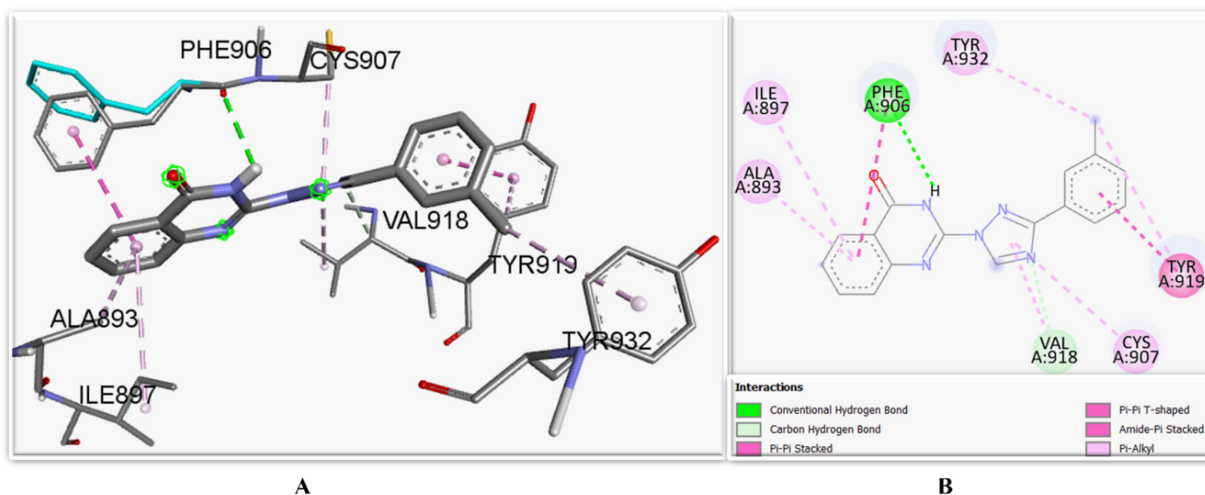 PHE906
CYS907
VAL918
TYR919
ALA893
TYR932
ILE897
TYR
A:932
ILE
A:897
PHE
A:906
ALA
A:893
O
H
N
N
N
N
N
N
TYR
A:919
VAL
A:918
CYS
A:907
Interactions
Conventional Hydrogen Bond
Carbon Hydrogen Bond
Pi-Pi Stacked
Pi-Pi T-shaped
Amide-Pi Stacked
Pi-Alkyl
A
B